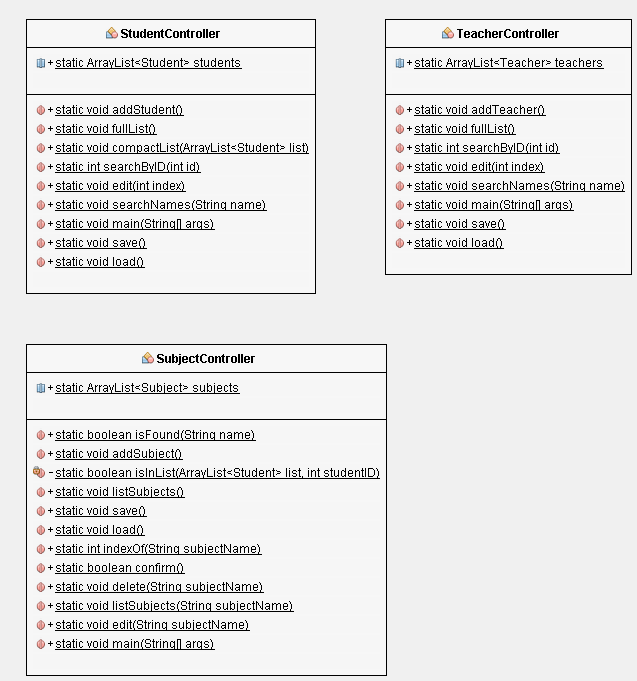 StudentController
+ static ArrayList<Student> students
+ static void addStudent()
+ static void fullList()
+ static void compactList(ArrayList<Student> list)
+ static int searchByID(int id)
+ static void edit(int index)
+ static void searchNames(String name)
+ static void main(String[] args)
+ static void save()
+ static void load()
TeacherController
+ static ArrayList<Teacher> teachers
+ static void addTeacher()
+ static void fullList()
+ static int searchByID(int id)
+ static void edit(int index)
+ static void searchNames(String name)
+ static void main(String[] args)
+ static void save()
+ static void load()
SubjectController
+ static ArrayList<Subject> subjects
+ static boolean isFound(String name)
+ static void addSubject()
- static boolean isInList(ArrayList<Student> list, int studentID)
+ static void listSubjects()
+ static void save()
+ static void load()
+ static int indexOf(String subjectName)
+ static boolean confirm()
+ static void delete(String subjectName)
+ static void listSubjects(String subjectName)
+ static void edit(String subjectName)
+ static void main(String[] args)